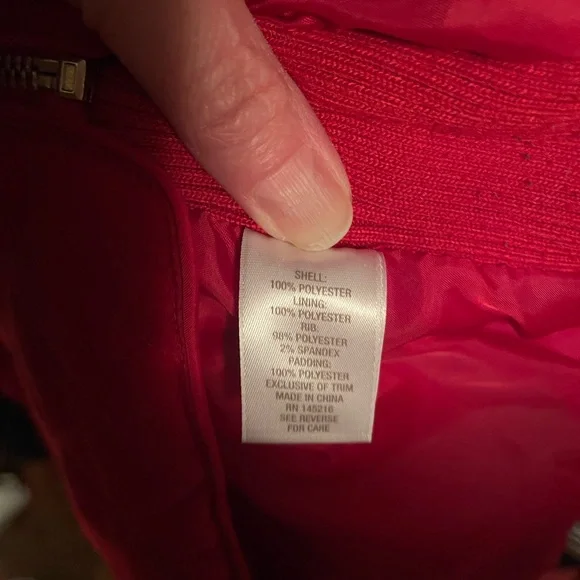 SHELL:
100% POLYESTER
LINING:
100% POLYESTER
RIB:
98% POLYESTER
2% SPANDEX
PADDING:
100% POLYESTER
EXCLUSIVE OF TRIM
MADE IN CHINA
RN 145216
SEE REVERSE
FOR CARE